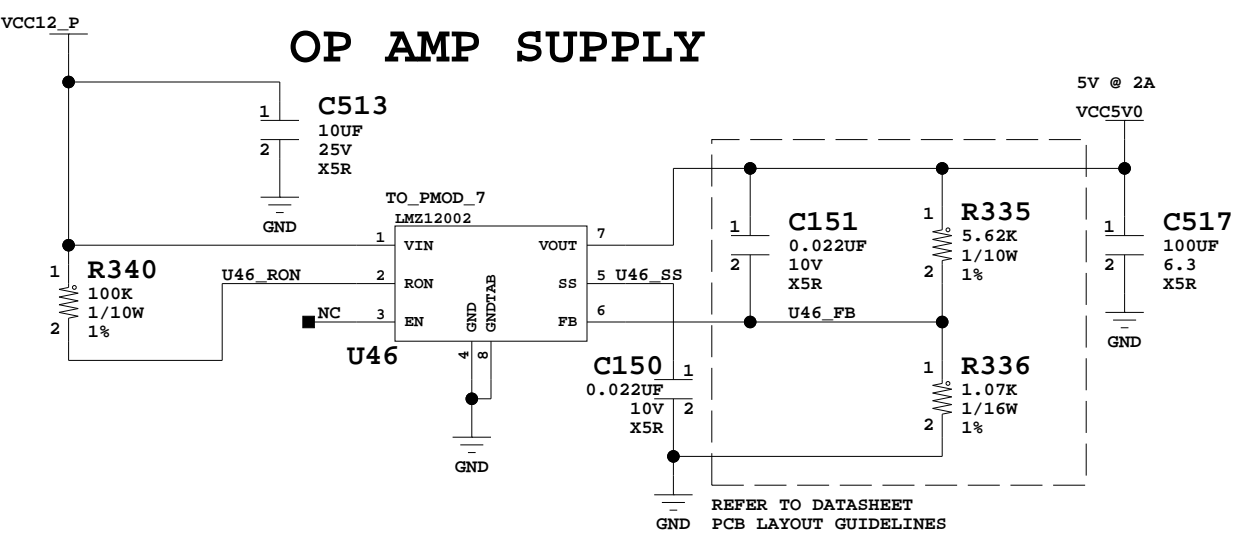 VCC12_P
OP AMP SUPPLY
5V @ 2A
VCC5V0
1
C513
10UF
25V
X5R
2
GND
TO_PMOD_7
LMZ12002
1 VIN
VOUT 7
U46_RON
2 RON
SS 5 U46_SS
NC
3 EN
FB 6
U46_FB
GND
GNDTAB
4
8
U46
GND
1
R340
100K
1/10W
1%
2
1
C151
0.022UF
10V
X5R
2
1
R335
5.62K
1/10W
1%
2
1
C517
100UF
6.3
X5R
2
GND
C150
0.022UF
10V
X5R
1
2
1
R336
1.07K
1/16W
1%
2
GND
REFER TO DATASHEET
PCB LAYOUT GUIDELINES